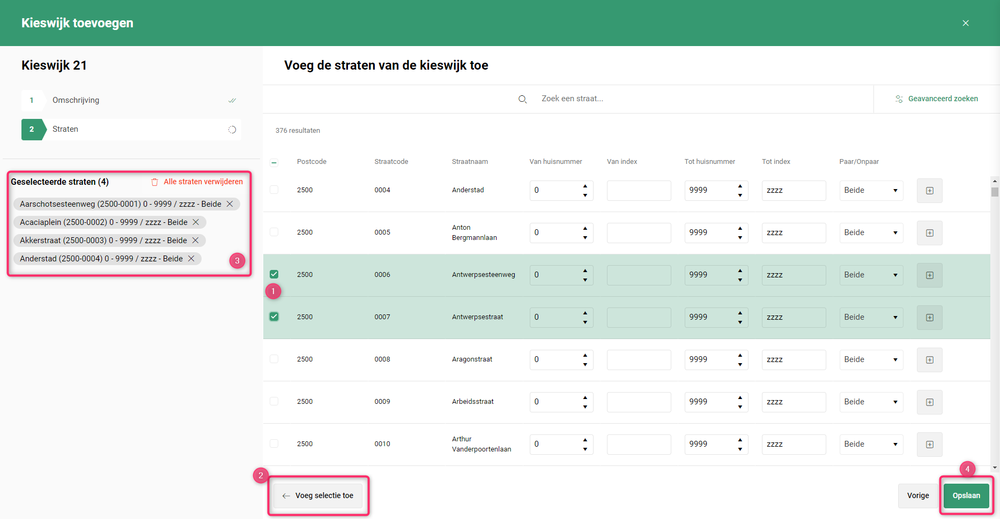 Kieswijk toevoegen
Kieswijk 21
1 Omschrijving
2 Straten
Geselecteerde straten (4) Alle straten verwijderen
Aarschotsesteenweg (2500-0001) 0 - 9999 / zzzz - Beide
Acaciaplein (2500-0002) 0 - 9999 / zzzz - Beide
Akkerstraat (2500-0003) 0 - 9999 / zzzz - Beide
Anderstad (2500-0004) 0 - 9999 / zzzz - Beide
3
Voeg de straten van de kieswijk toe
Zoek een straat...
Geavanceerd zoeken
376 resultaten
Postcode Straatcode Straatnaam Van huisnummer Van index Tot huisnummer Tot index Paar/Onpaar
2500 0004 Anderstad 0 9999 zzzz Beide
2500 0005 Anton
Bergmannlaan 0 9999 zzzz Beide
2500 0006 Antwerpsesteenweg 0 9999 zzzz Beide
1
2500 0007 Antwerpsestraat 0 9999 zzzz Beide
2500 0008 Aragonstraat 0 9999 zzzz Beide
2500 0009 Arbeidsstraat 0 9999 zzzz Beide
2500 0010 Arthur
Vanderpoortenlaan 0 9999 zzzz Beide
2
Voeg selectie toe
Vorige
4
Opslaan